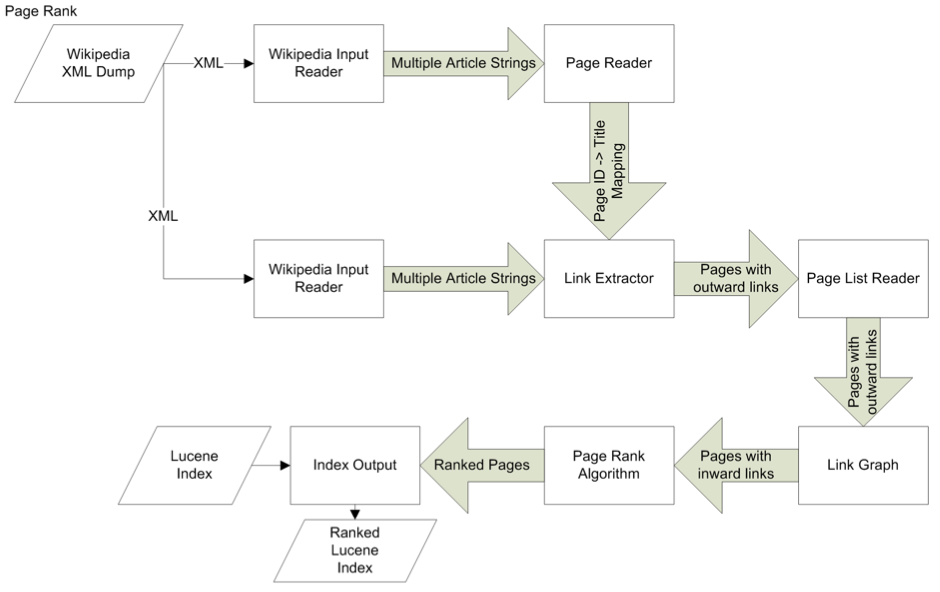 Page Rank
Wikipedia
XML Dump
XML
Wikipedia Input
Reader
Multiple Article Strings
Page Reader
Page ID -> Title
Mapping
XML
Wikipedia Input
Reader
Multiple Article Strings
Link Extractor
Pages with
outward links
Page List Reader
Pages with
outward links
Lucene
Index
Index Output
Ranked Pages
Page Rank
Algorithm
Pages with
inward links
Link Graph
Ranked
Lucene
Index